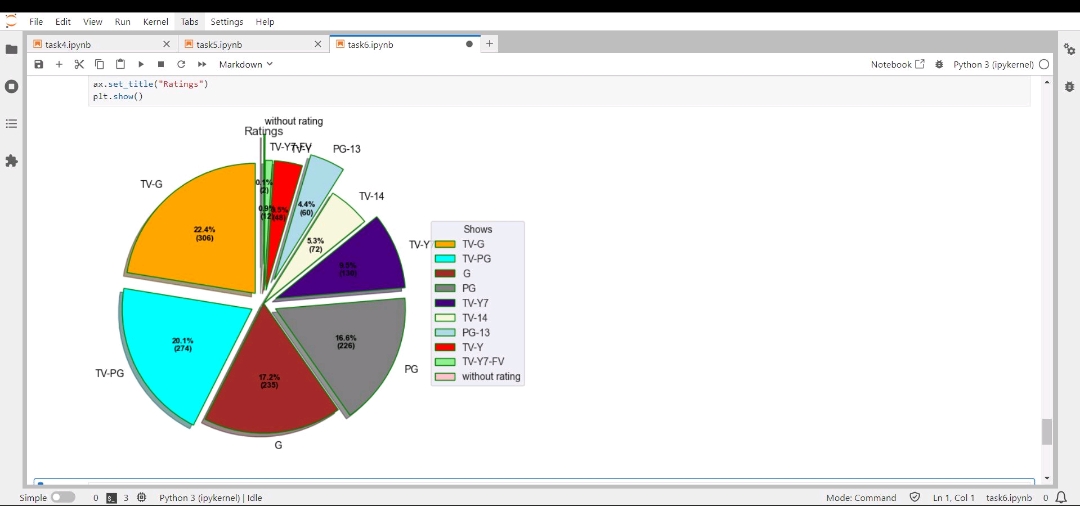 File Edit View Run Kernel Tabs Settings Help
task4.ipynb
task5.ipynb
task6.ipynb
Markdown
Notebook
Python 3 (ipykernel)
ax.set_title("Ratings")
plt.show()
without rating
Ratings
TV-Y7-FV
TV-Y
PG-13
TV-G
TV-14
TV-Y
PG
G
TV-PG
0.1%
(2)
0.9%
(12)
4.4%
(60)
5.3%
(72)
22.4%
(306)
20.1%
(274)
17.2%
(235)
16.6%
(226)
Shows
TV-G
TV-PG
G
PG
TV-Y7
TV-14
PG-13
TV-Y
TV-Y7-FV
without rating
Simple
0
3
Python 3 (ipykernel) | Idle
Mode: Command
Ln 1, Col 1
task6.ipynb
0